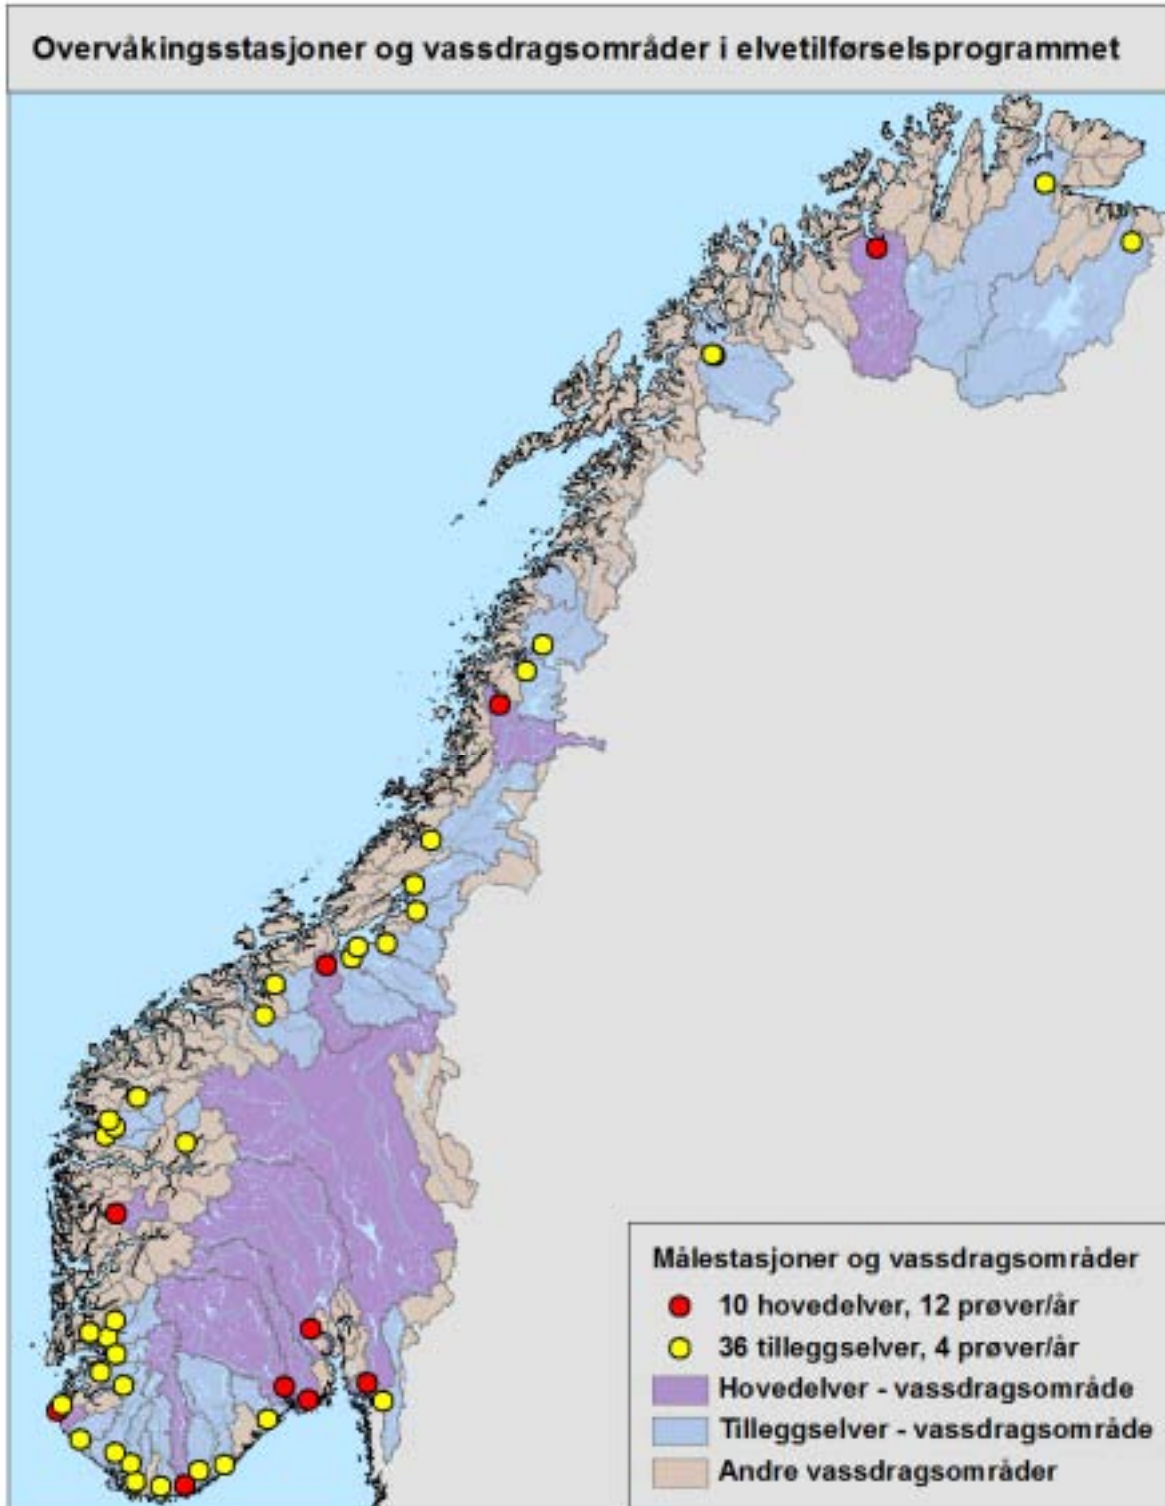 Overvåkingsstasjoner og vassdragsområder i elvetilførselsprogrammet
Målestasjoner og vassdragsområder
10 hovedelver, 12 prøver/år
36 tilleggselver, 4 prøver/år
Hovedelver - vassdragsområde
Tilleggselver - vassdragsområde
Andre vassdragsområder